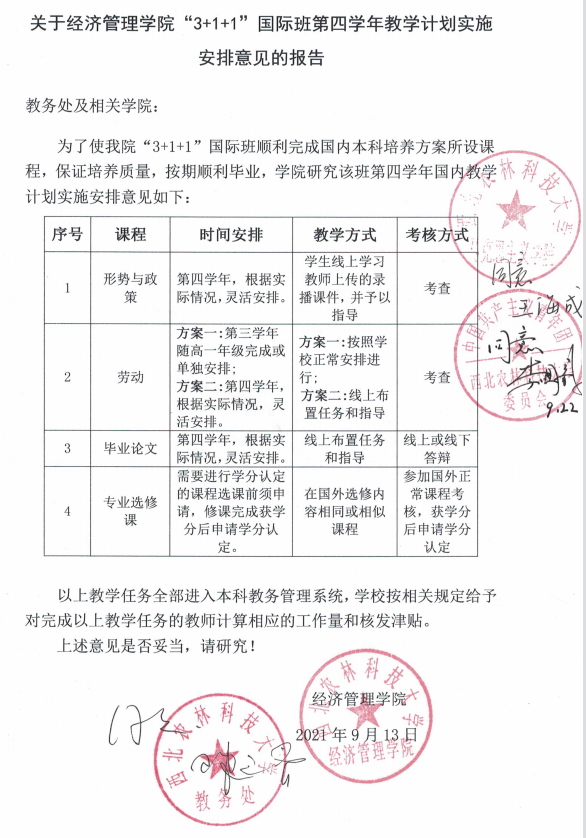 关于经济管理学院“3+1+1”国际班第四学年教学计划实施
安排意见的报告
教务处及相关学院：
为了使我院“3+1+1”国际班顺利完成国内本科培养方案所设课
程，保证培养质量，按期顺利毕业，学院研究该班第四学年国内教学
计划实施安排意见如下：
序号 课程 时间安排 教学方式 考核方式
1
形势与政
策
第四学年，根据实
际情况，灵活安排。
学生线上学习
教师上传的录
播课件，并予以
指导
考查
2
劳动
方案一：第三学年
随高一年级完成或
单独安排；
方案二：第四学年，
根据实际情况，灵
活安排。
方案一：按照学
校正常安排进
行；
方案二：线上布
置任务和指导
考查
3
毕业论文
第四学年，根据实
际情况，灵活安排。
线上布置任务
和指导
线上或线下
答辩
4
专业选修
课
需要进行学分认定
的课程选课前须申
请，修课完成获学
分后申请学分认
定。
在国外选修内
容相同或相似
课程
参加国外正
常课程考
核，获学分
后申请学分
认定
西北农林科技大学
同意
王海成
中国共产主义青年团
同意
西北农林科技大学
委员会
9.22
以上教学任务全部进入本科教务管理系统，学校按相关规定给予
对完成以上教学任务的教师计算相应的工作量和核发津贴。
上述意见是否妥当，请研究！
经济管理学院
2021年9月13日
西北农林科技大学
经济管理学院
西北农林科技大学
教务处